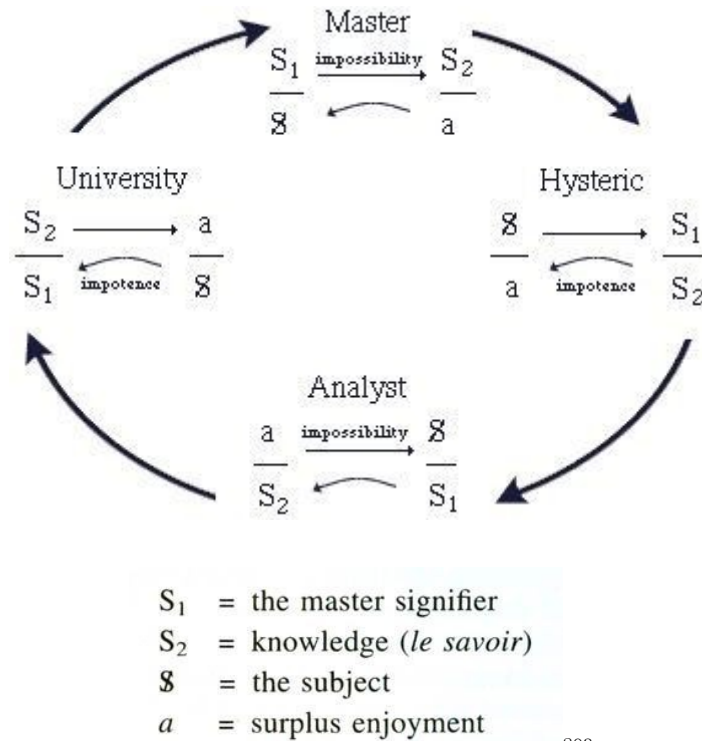 Master
S₁ impossibility S₂
$ a
University
S₂ a
S₁ impotence $
Hysteric
$ S₁
a impotence S₂
Analyst
a impossibility $
S₂ S₁
S₁ = the master signifier
S₂ = knowledge (le savoir)
$ = the subject
a = surplus enjoyment